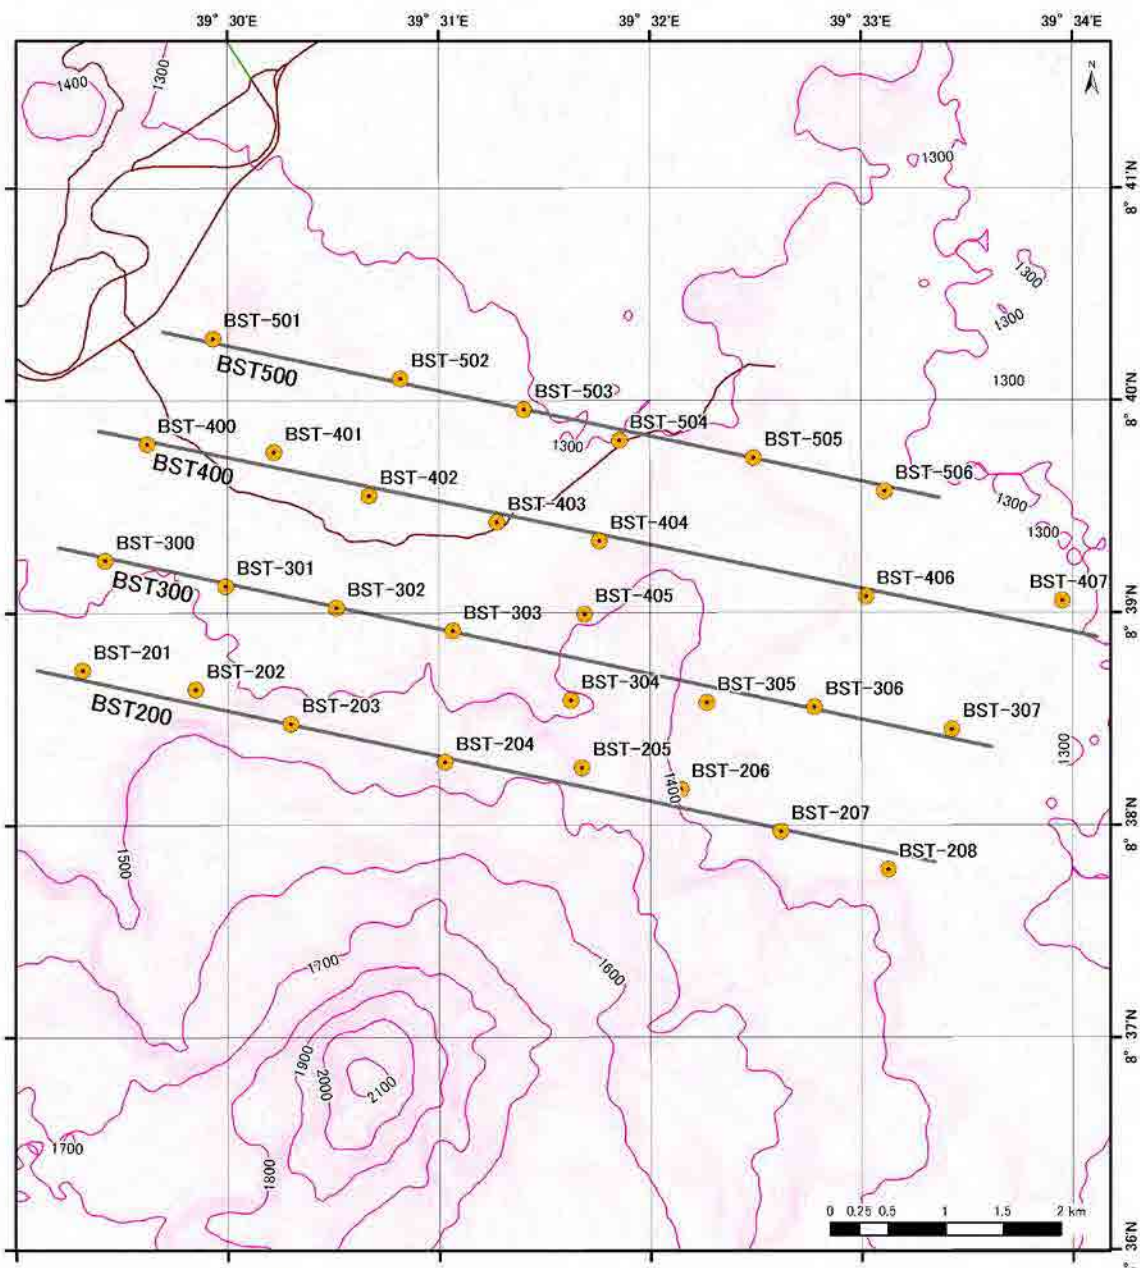 39° 30'E 39° 31'E 39° 32'E 39° 33'E 39° 34'E
N
1400
1300
1300
8° 41'N
1300
1300
BST-501
BST500
BST-502
1300
BST-503
8° 40'N
BST-504
1300
BST-400
BST-401
BST400
BST-505
BST-402
BST-506
1300
BST-403
BST-404
1300
BST-300
BST300
BST-301
BST-302
BST-406
BST-407
BST-303
BST-405
8° 39'N
BST-201
BST-202
BST200
BST-203
BST-304
BST-305
BST-306
BST-307
BST-204
BST-205
1300
BST-206
1400
BST-207
8° 38'N
BST-208
1500
1700
1600
1900
2000
2100
8° 37'N
1700
1800
0 0.25 0.5 1 1.5 2 km
8° 36'N